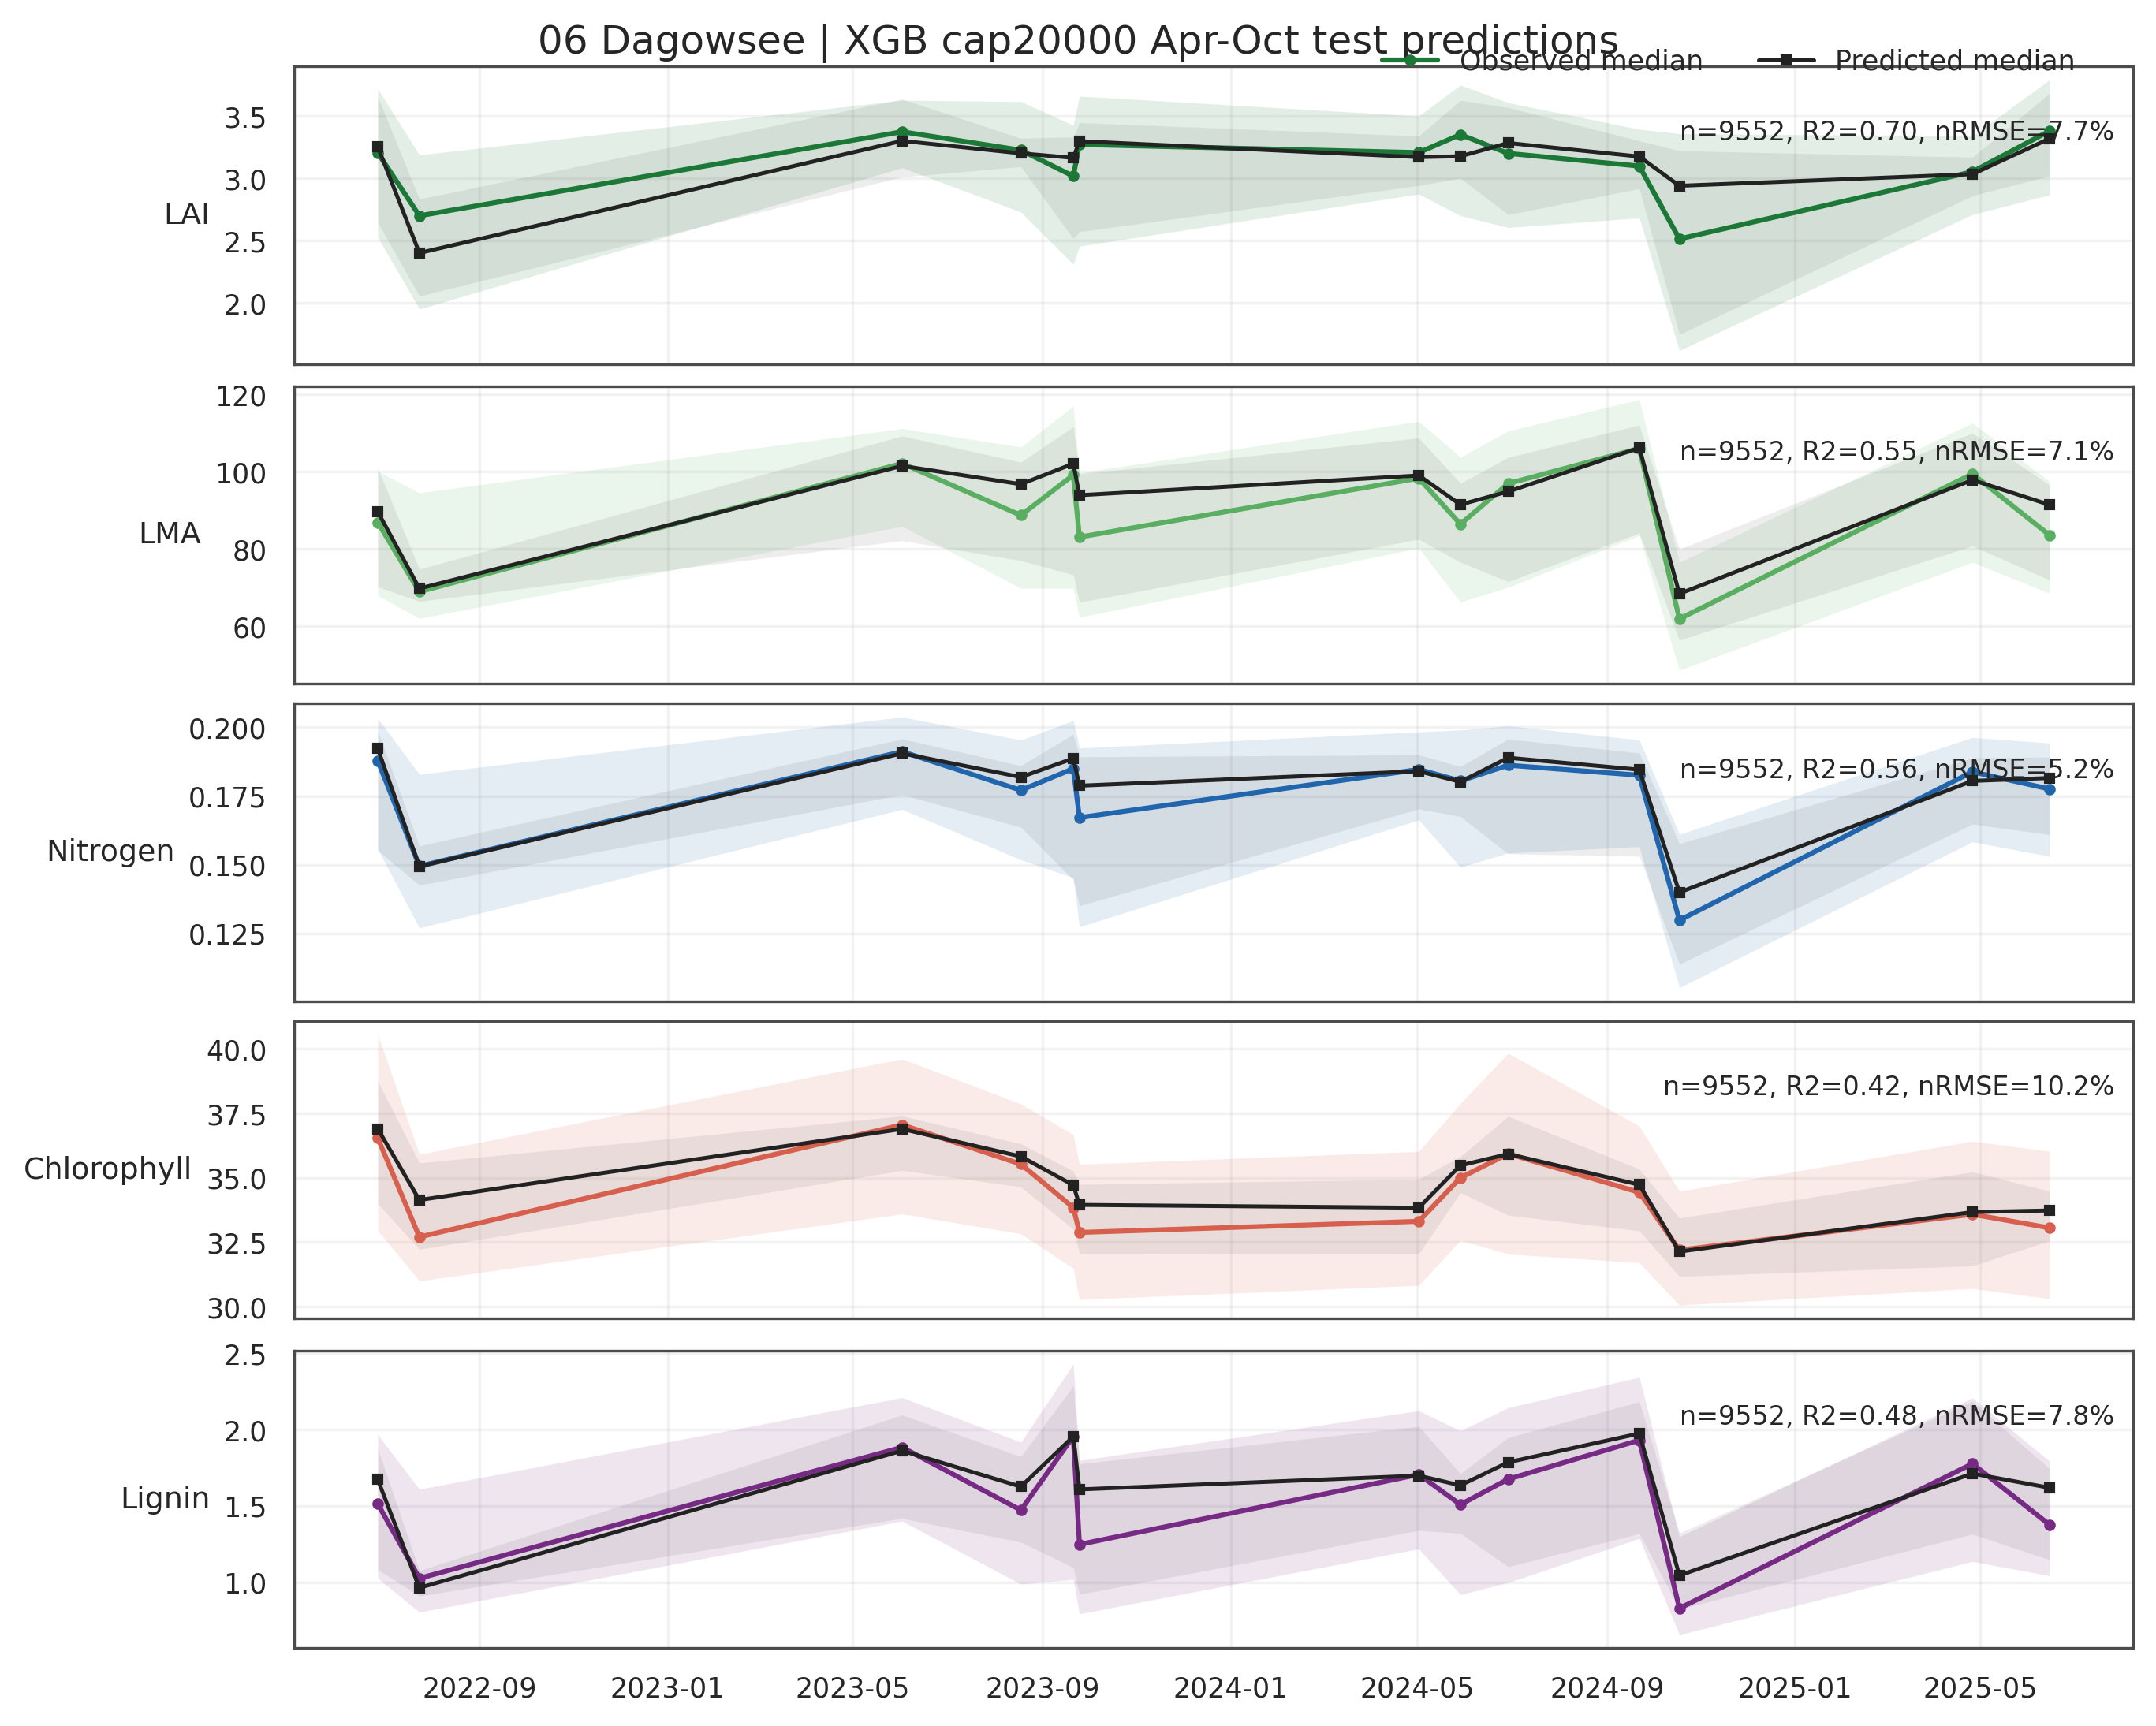 06 Dagowsee | XGB cap20000 Apr-Oct test predictions
Observed median
Predicted median
3.5
3.0
2.5
2.0
LAI
n=9552, R2=0.70, nRMSE=7.7%
120
100
80
60
LMA
n=9552, R2=0.55, nRMSE=7.1%
0.200
0.175
0.150
0.125
Nitrogen
n=9552, R2=0.56, nRMSE=5.2%
40.0
37.5
35.0
32.5
30.0
Chlorophyll
n=9552, R2=0.42, nRMSE=10.2%
2.5
2.0
1.5
1.0
Lignin
n=9552, R2=0.48, nRMSE=7.8%
2022-09
2023-01
2023-05
2023-09
2024-01
2024-05
2024-09
2025-01
2025-05